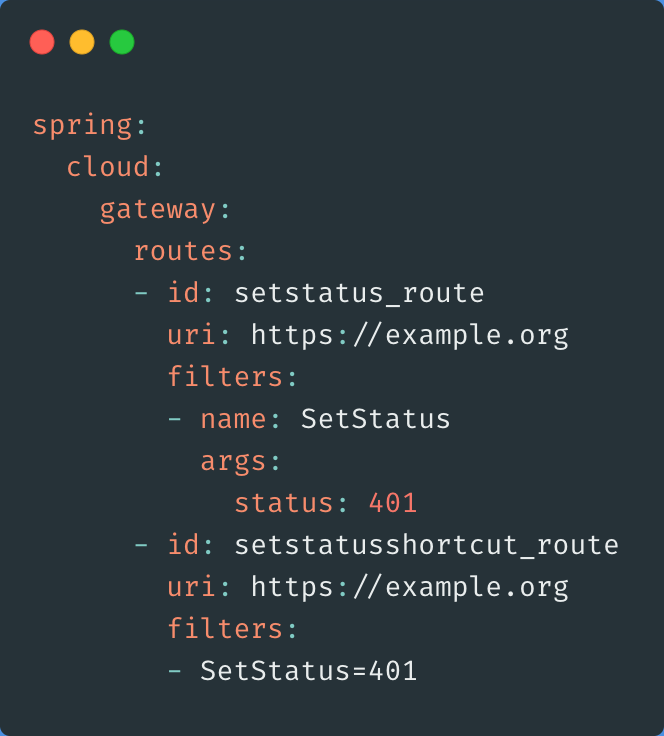 spring:
  cloud:
    gateway:
      routes:
      - id: setstatus_route
        uri: https://example.org
        filters:
        - name: SetStatus
          args:
            status: 401
      - id: setstatusshortcut_route
        uri: https://example.org
        filters:
        - SetStatus=401